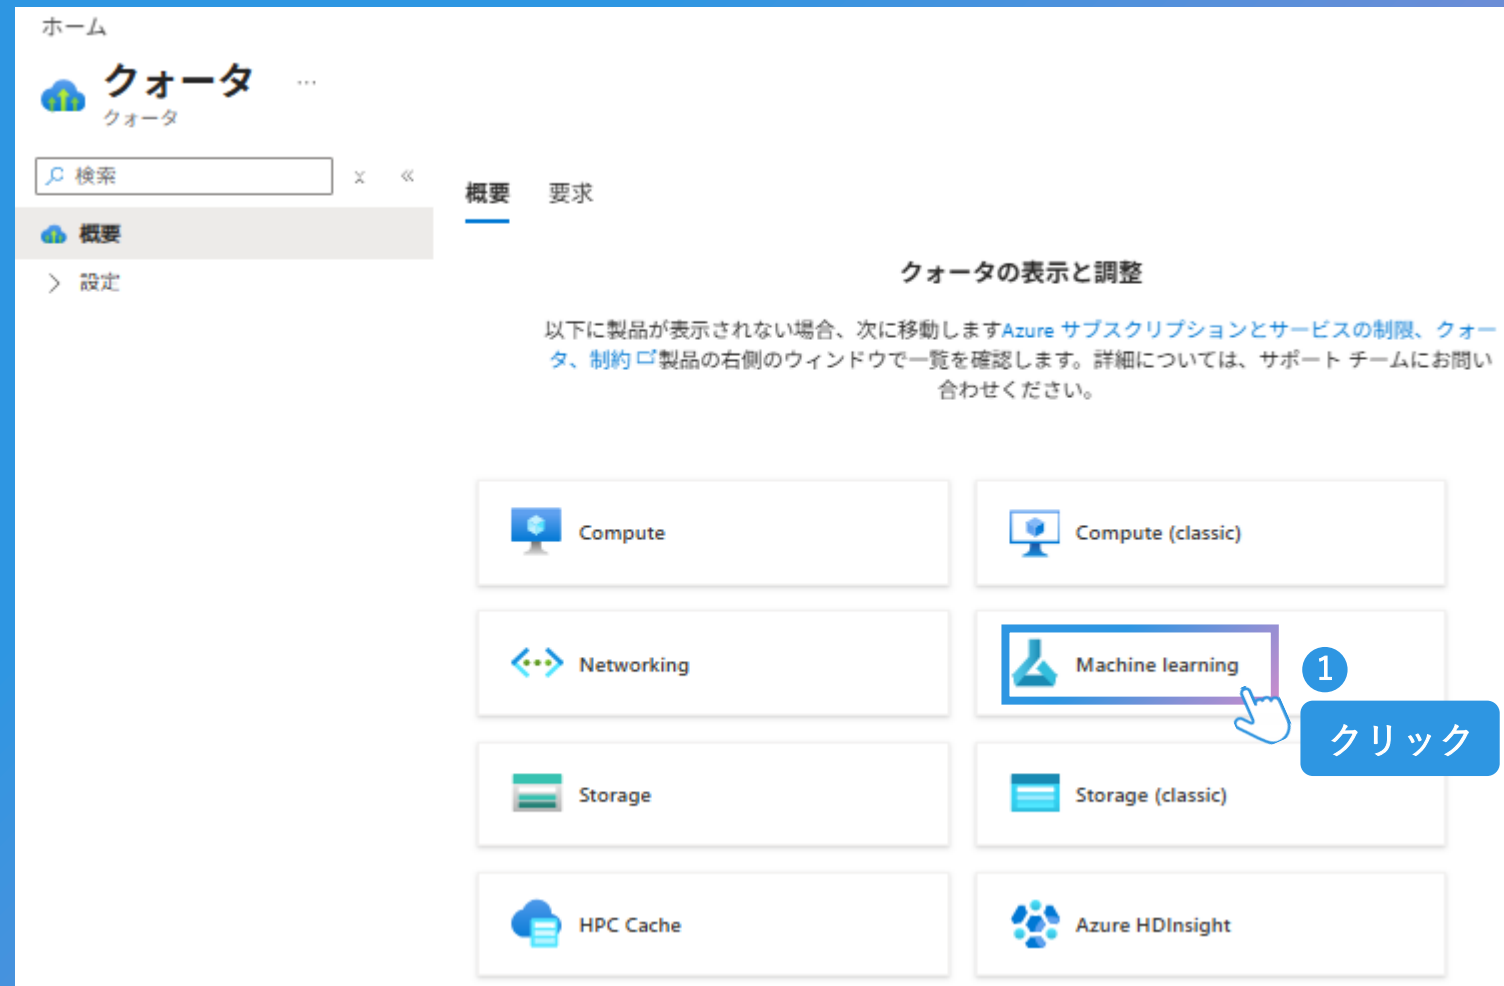 ホーム
クォータ
クォータ
検索
概要
設定
概要 要求
クォータの表示と調整
以下に製品が表示されない場合、次に移動しますAzure サブスクリプションとサービスの制限、クォー
タ、制約 製品の右側のウィンドウで一覧を確認します。詳細については、サポート チームにお問い
合わせください。
Compute
Compute (classic)
Networking
Machine learning
1
クリック
Storage
Storage (classic)
HPC Cache
Azure HDInsight